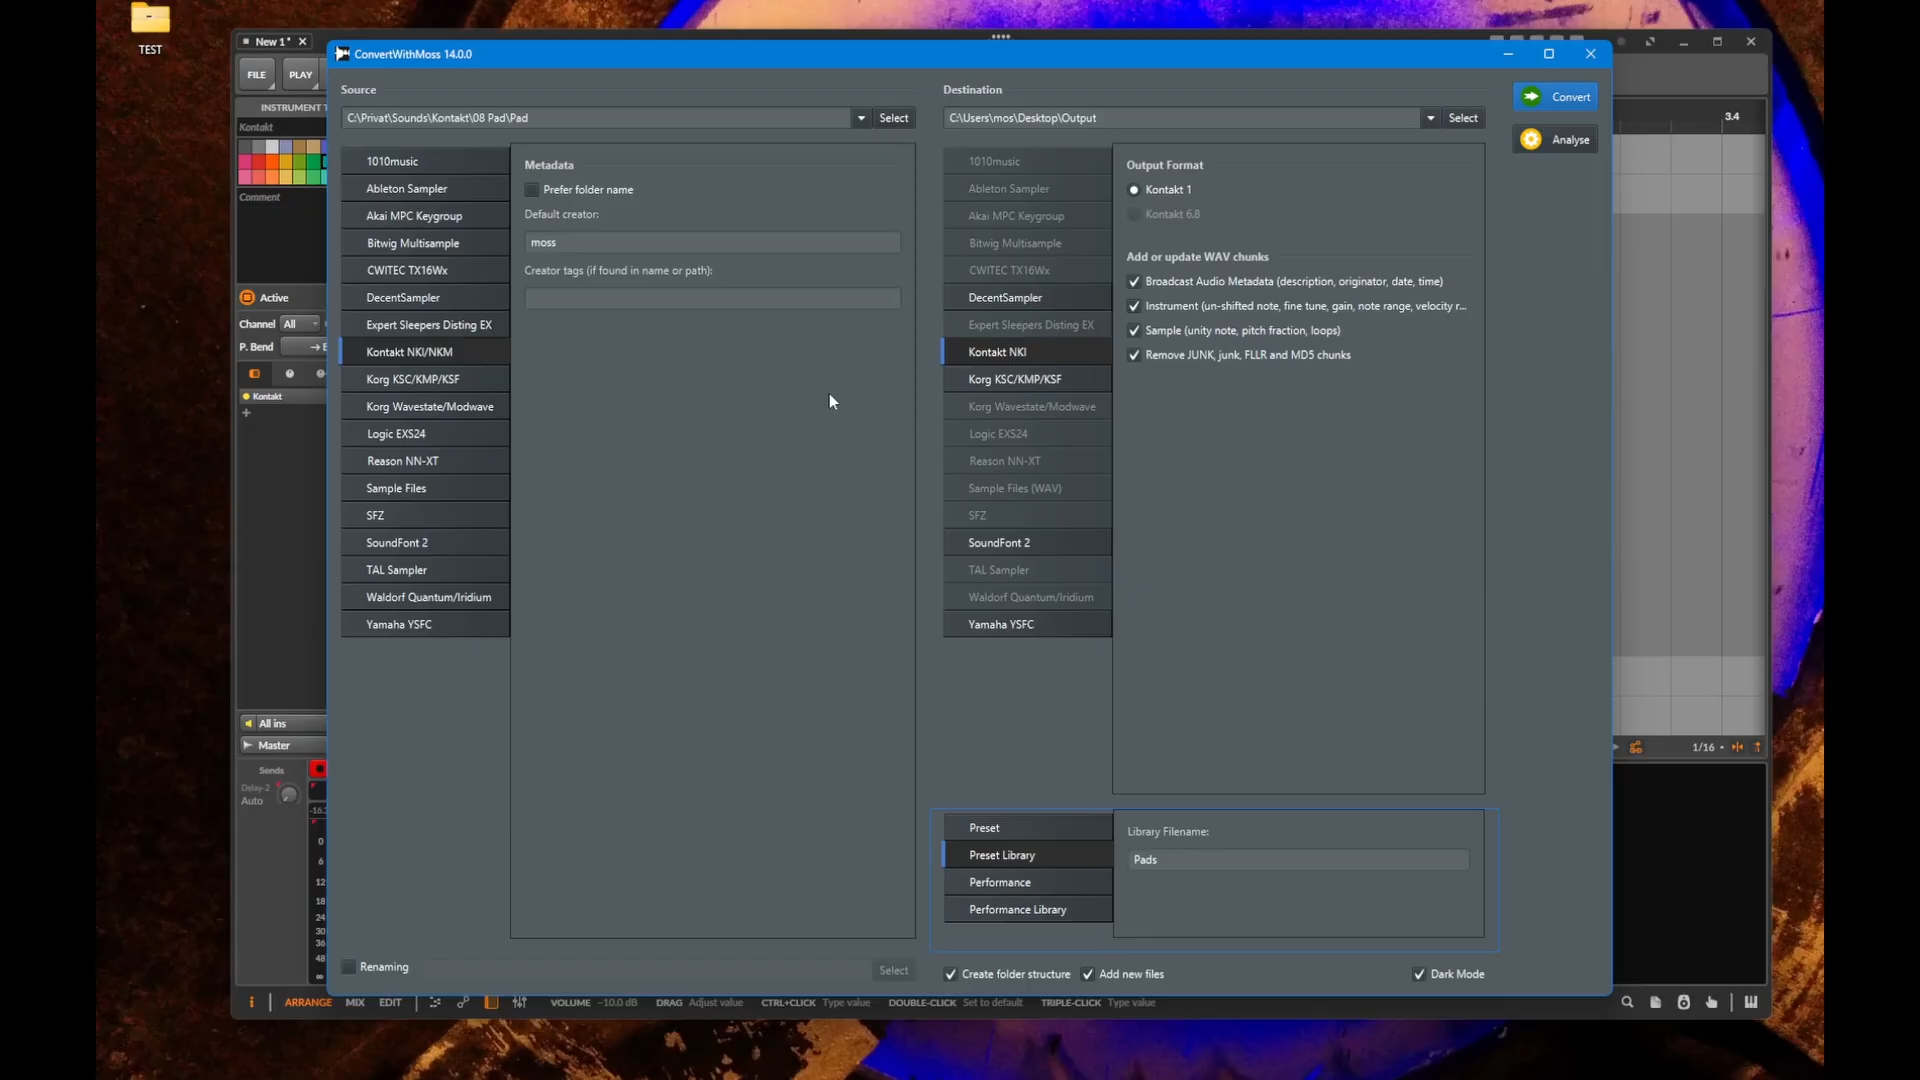 TEST
New 1* ✕
ConvertWithMoss 14.0.0
FILE
PLAY
INSTRUMENT T
Kontakt
Comment
Active
Channel All
P. Bend
Kontakt
All ins
Master
Sends
Delay-2
Auto
0
6
12
18
24
30
36
48
∞
Source
C:\Privat\Sounds\Kontakt\08 Pad\Pad
Select
1010music
Ableton Sampler
Akai MPC Keygroup
Bitwig Multisample
CWITEC TX16Wx
DecentSampler
Expert Sleepers Disting EX
Kontakt NKI/NKM
Korg KSC/KMP/KSF
Korg Wavestate/Modwave
Logic EXS24
Reason NN-XT
Sample Files
SFZ
SoundFont 2
TAL Sampler
Waldorf Quantum/Iridium
Yamaha YSFC
Metadata
Prefer folder name
Default creator:
moss
Creator tags (if found in name or path):
Renaming
Select
Destination
C:\Users\mos\Desktop\Output
Select
1010music
Ableton Sampler
Akai MPC Keygroup
Bitwig Multisample
CWITEC TX16Wx
DecentSampler
Expert Sleepers Disting EX
Kontakt NKI
Korg KSC/KMP/KSF
Korg Wavestate/Modwave
Logic EXS24
Reason NN-XT
Sample Files (WAV)
SFZ
SoundFont 2
TAL Sampler
Waldorf Quantum/Iridium
Yamaha YSFC
Output Format
Kontakt 1
Kontakt 6.8
Add or update WAV chunks
Broadcast Audio Metadata (description, originator, date, time)
Instrument (un-shifted note, fine tune, gain, note range, velocity r...
Sample (unity note, pitch fraction, loops)
Remove JUNK, junk, FLLR and MD5 chunks
Preset
Preset Library
Performance
Performance Library
Library Filename:
Pads
Create folder structure
Add new files
Dark Mode
Convert
Analyse
3.4
1/16
i
ARRANGE MIX EDIT
VOLUME −10.0 dB DRAG Adjust value CTRL+CLICK Type value DOUBLE-CLICK Set to default TRIPLE-CLICK Type value